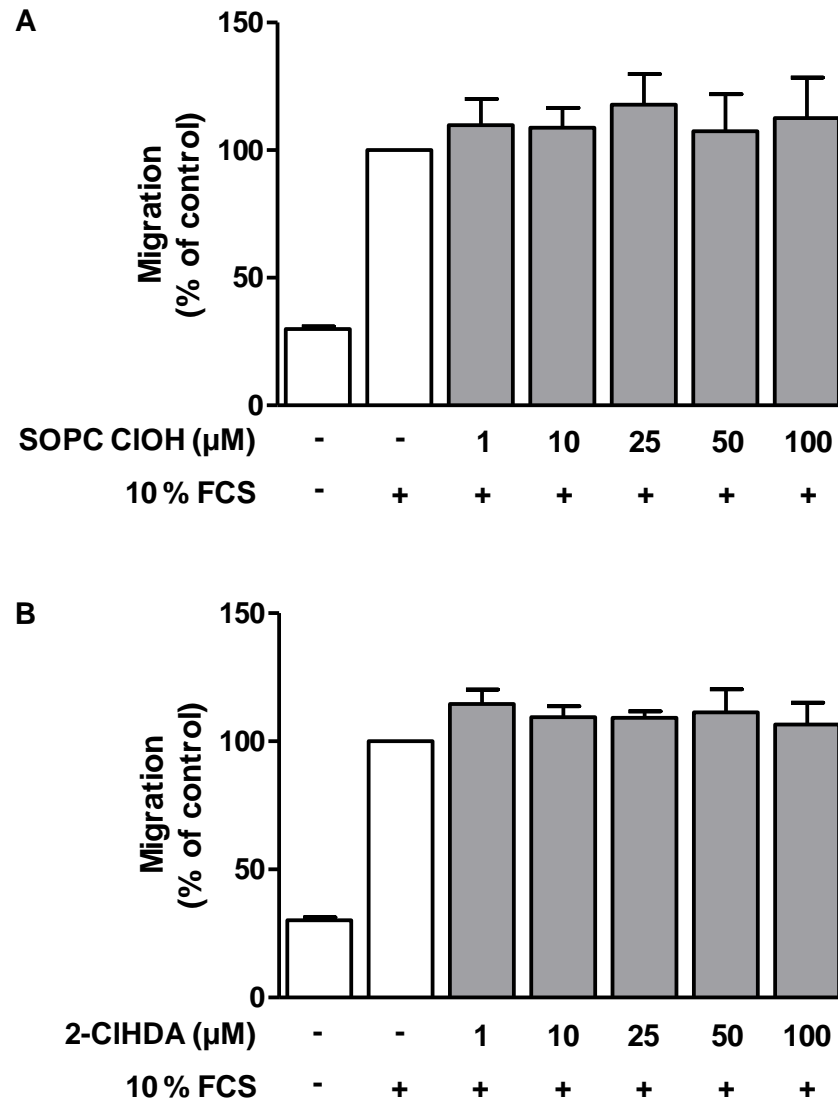 A
150
100
50
0
Migration
(% of control)
SOPC ClOH (µM) - - 1 10 25 50 100
10 % FCS - + + + + + +
B
150
100
50
0
Migration
(% of control)
2-ClHDA (µM) - - 1 10 25 50 100
10 % FCS - + + + + + +